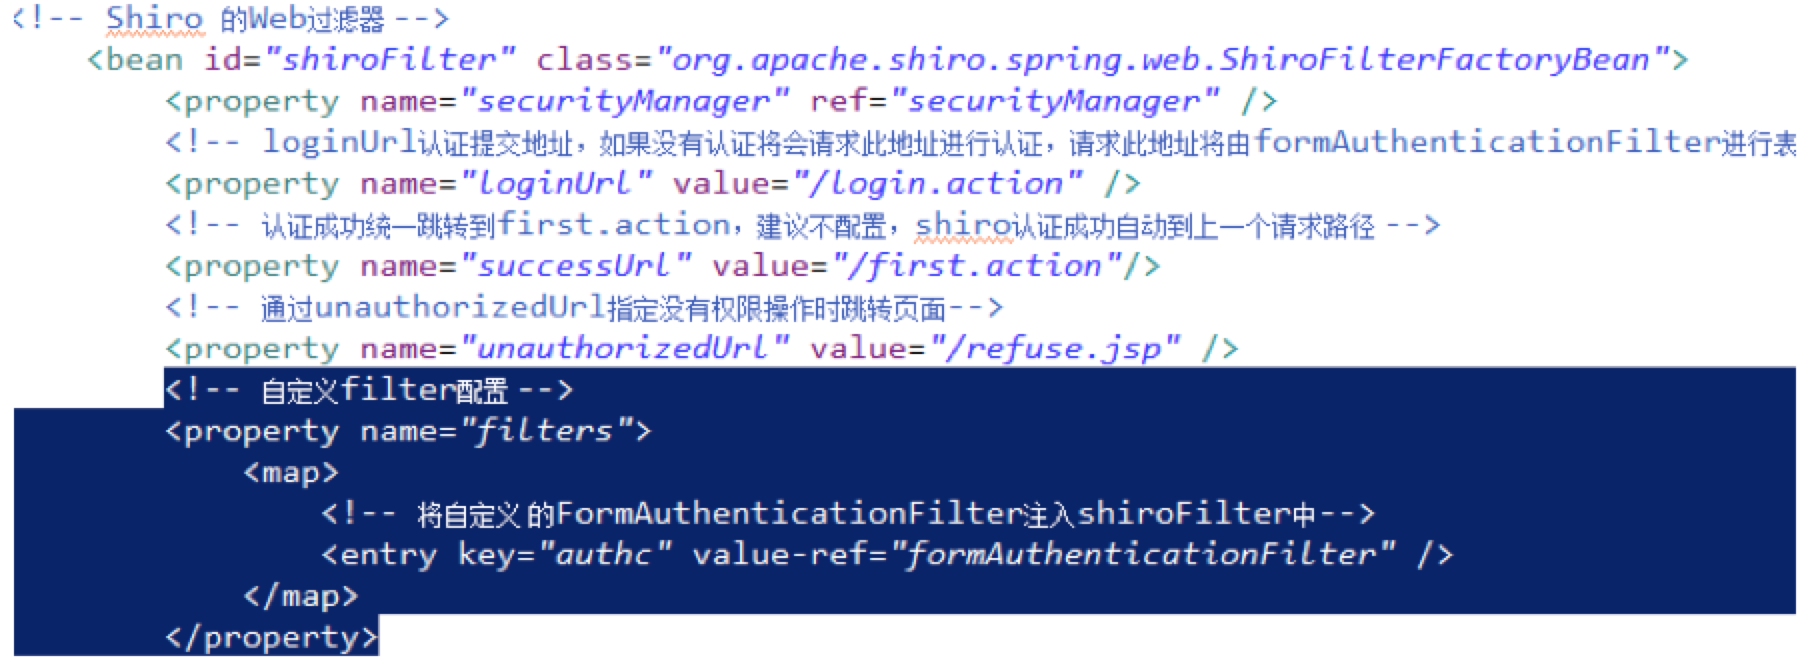 <!-- Shiro 的Web过滤器 -->
<bean id="shiroFilter" class="org.apache.shiro.spring.web.ShiroFilterFactoryBean">
<property name="securityManager" ref="securityManager" />
<!-- loginUrl认证提交地址，如果没有认证将会请求此地址进行认证，请求此地址将由formAuthenticationFilter进行表
<property name="loginUrl" value="/login.action" />
<!-- 认证成功统一跳转到first.action，建议不配置，shiro认证成功自动到上一个请求路径 -->
<property name="successUrl" value="/first.action"/>
<!-- 通过unauthorizedUrl指定没有权限操作时跳转页面-->
<property name="unauthorizedUrl" value="/refuse.jsp" />
<!-- 自定义filter配置 -->
<property name="filters">
<map>
<!-- 将自定义 的FormAuthenticationFilter注入shiroFilter中-->
<entry key="authc" value-ref="formAuthenticationFilter" />
</map>
</property>